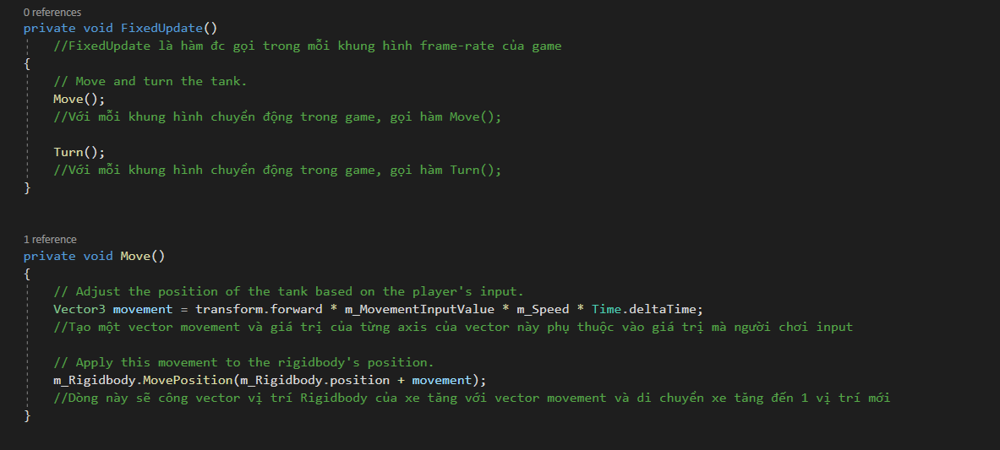 0 references
private void FixedUpdate()
//FixedUpdate là hàm đc gọi trong mỗi khung hình frame-rate của game
{
// Move and turn the tank.
Move();
//Với mỗi khung hình chuyển động trong game, gọi hàm Move();
Turn();
//Với mỗi khung hình chuyển động trong game, gọi hàm Turn();
}
1 reference
private void Move()
{
// Adjust the position of the tank based on the player's input.
Vector3 movement = transform.forward * m_MovementInputValue * m_Speed * Time.deltaTime;
//Tạo một vector movement và giá trị của từng axis của vector này phụ thuộc vào giá trị mà người chơi input
// Apply this movement to the rigidbody's position.
m_Rigidbody.MovePosition(m_Rigidbody.position + movement);
//Dòng này sẽ công vector vị trí Rigidbody của xe tăng với vector movement và di chuyển xe tăng đến 1 vị trí mới
}